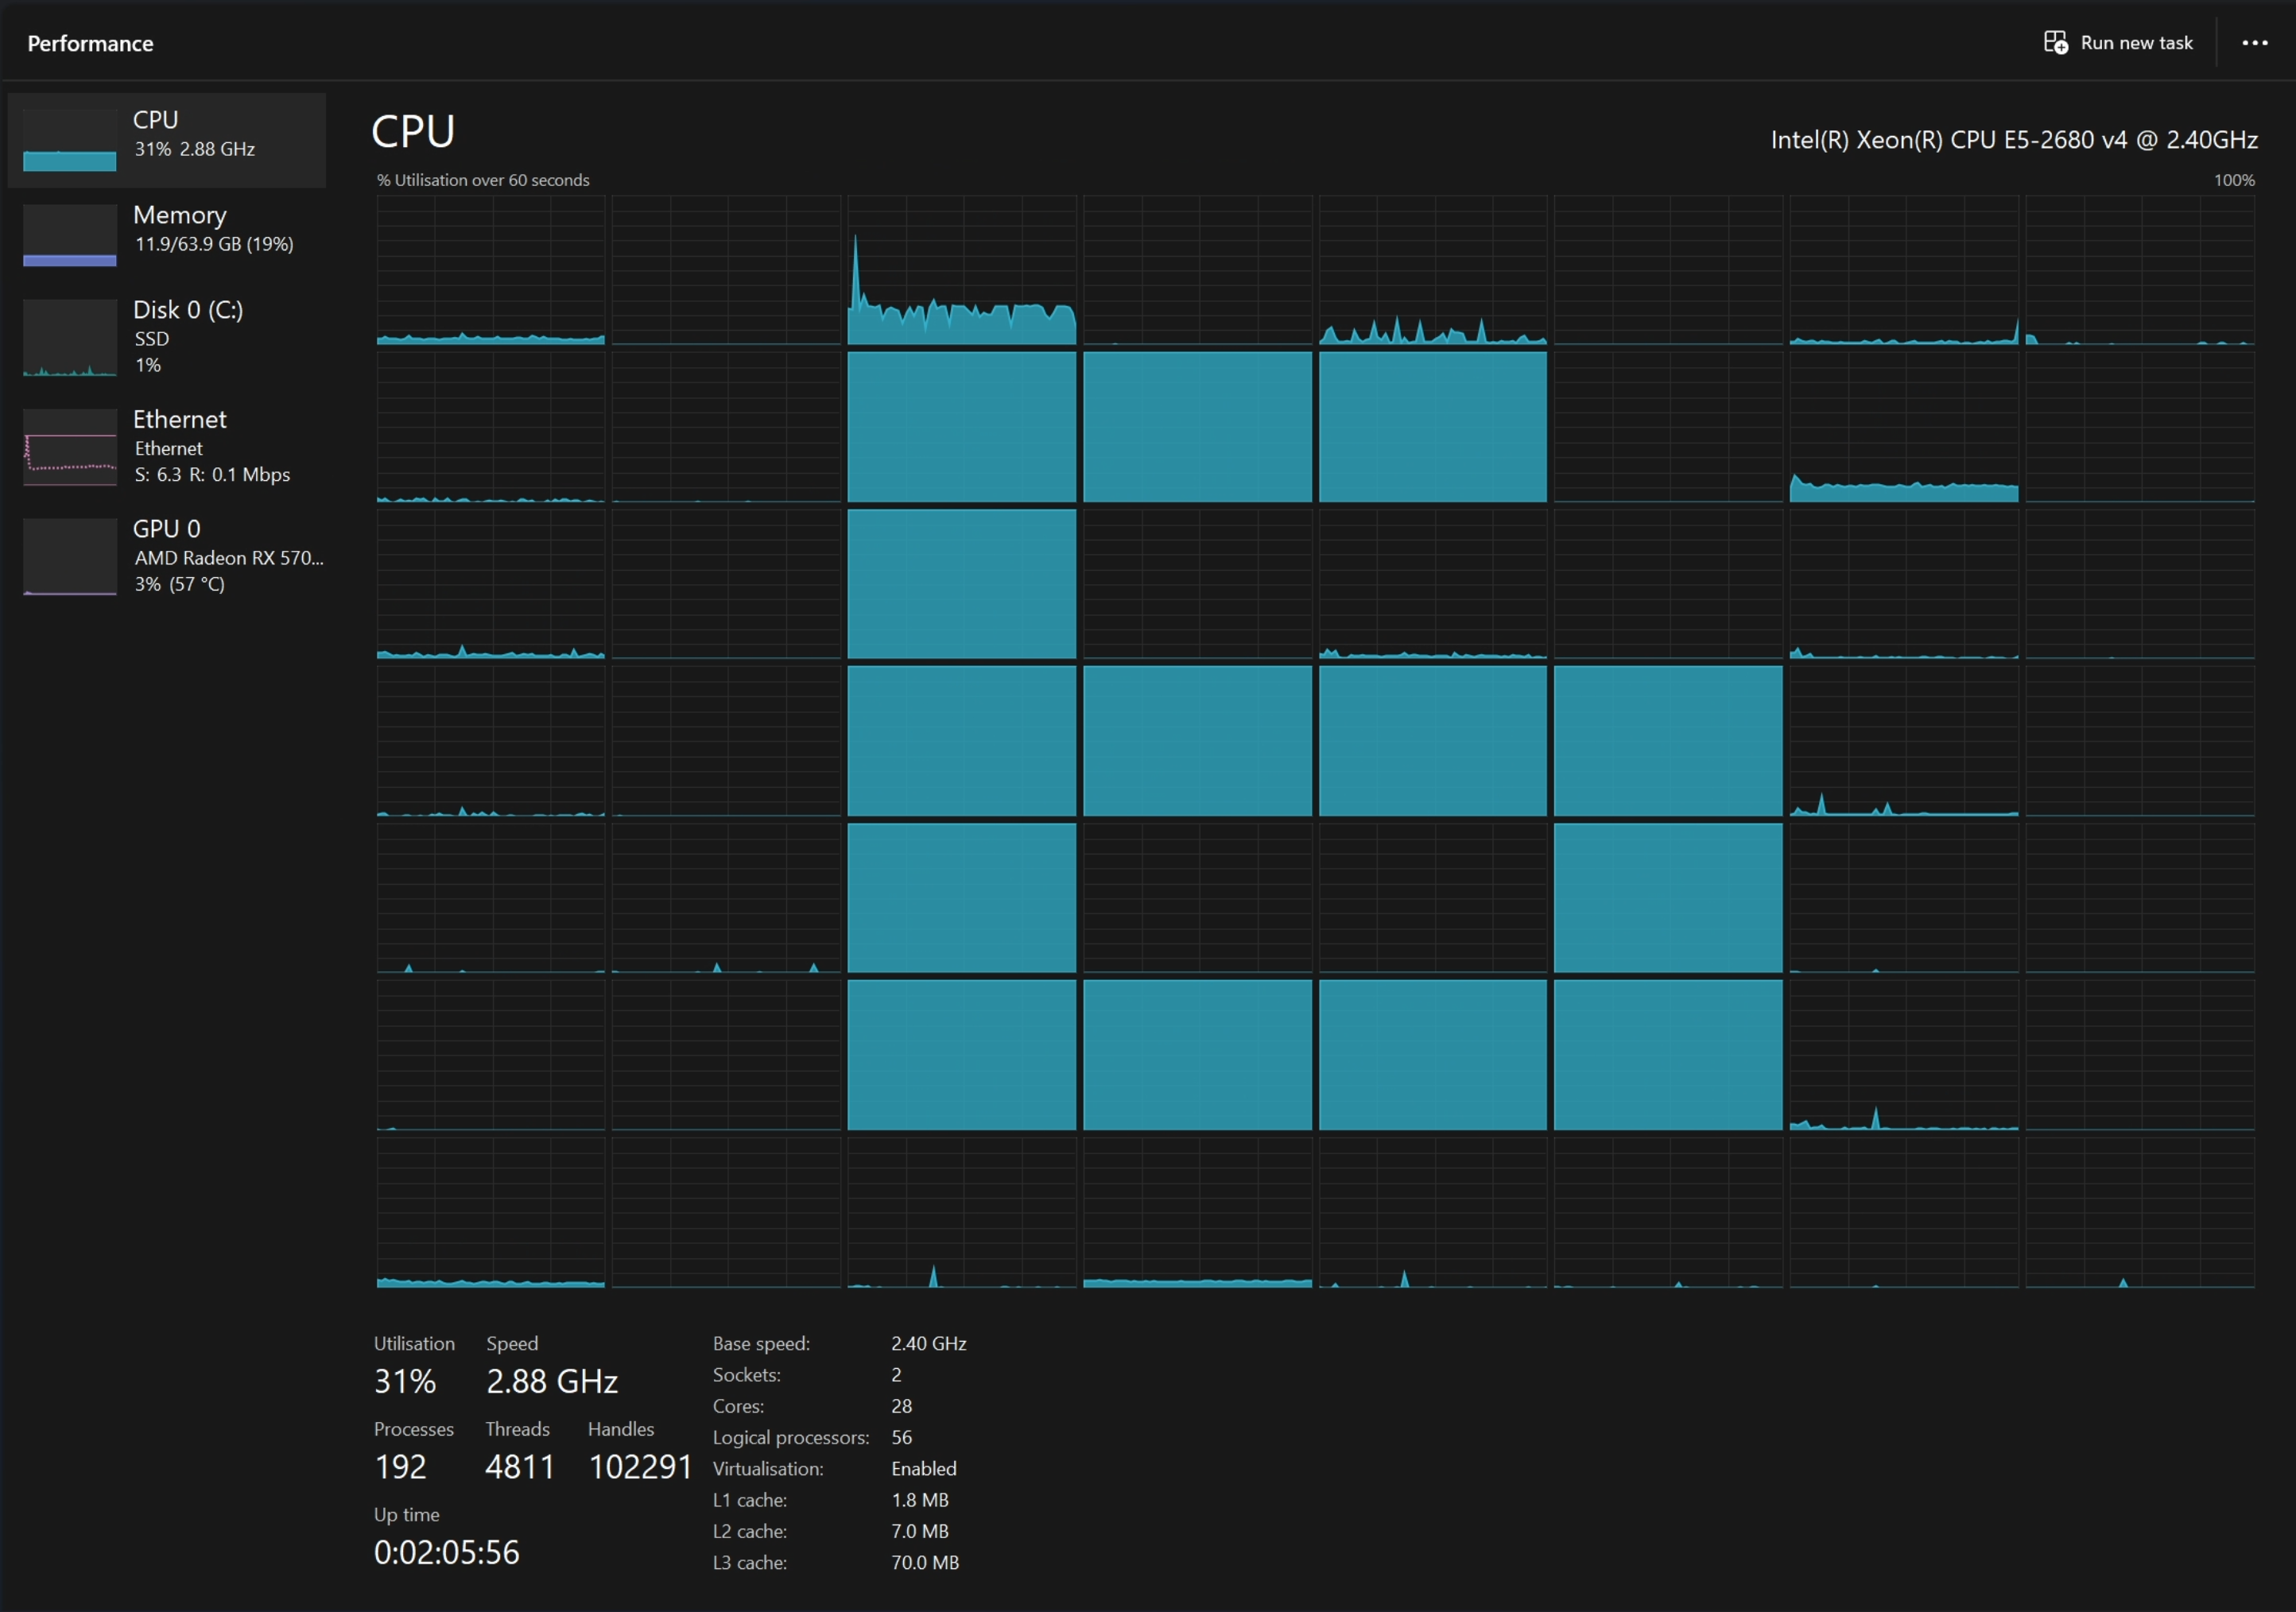 Performance
Run new task
CPU
31% 2.88 GHz
Memory
11.9/63.9 GB (19%)
Disk 0 (C:)
SSD
1%
Ethernet
Ethernet
S: 6.3 R: 0.1 Mbps
GPU 0
AMD Radeon RX 570...
3% (57 °C)
CPU
Intel(R) Xeon(R) CPU E5-2680 v4 @ 2.40GHz
% Utilisation over 60 seconds
100%
Utilisation
31%
Speed
2.88 GHz
Processes
192
Threads
4811
Handles
102291
Up time
0:02:05:56
Base speed: 2.40 GHz
Sockets: 2
Cores: 28
Logical processors: 56
Virtualisation: Enabled
L1 cache: 1.8 MB
L2 cache: 7.0 MB
L3 cache: 70.0 MB